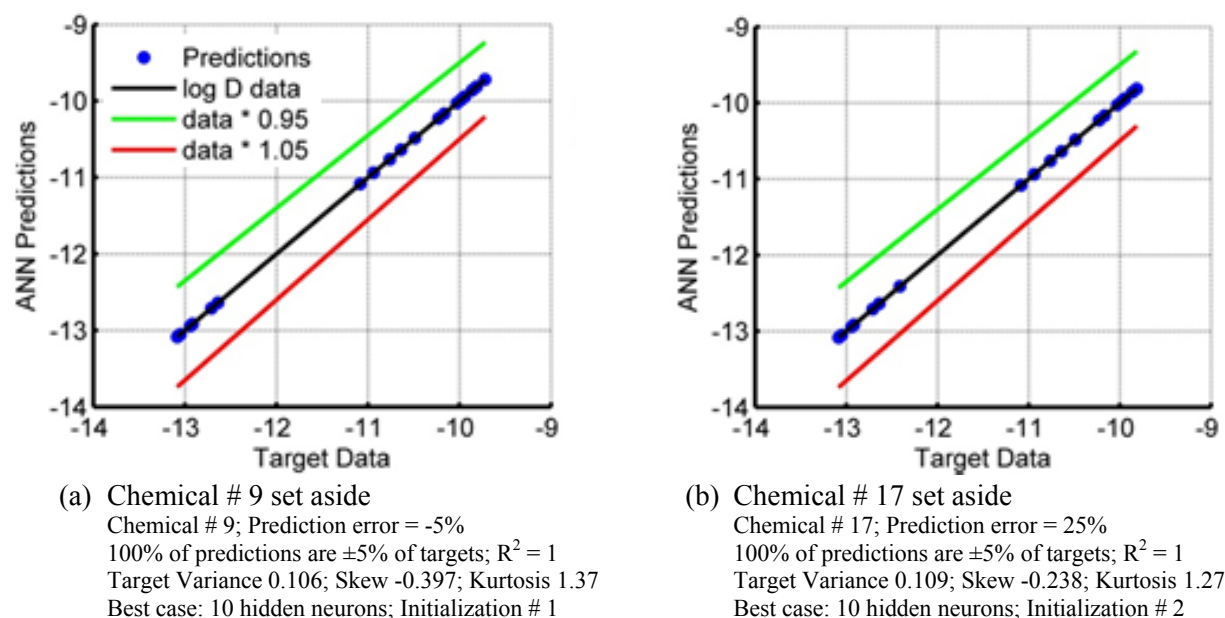 -9
-10
-11
-12
-13
-14
ANN Predictions
Predictions
log D data
data * 0.95
data * 1.05
-14 -13 -12 -11 -10 -9
Target Data
(a) Chemical # 9 set aside
Chemical # 9; Prediction error = -5%
100% of predictions are ±5% of targets; R² = 1
Target Variance 0.106; Skew -0.397; Kurtosis 1.37
Best case: 10 hidden neurons; Initialization # 1
-9
-10
-11
-12
-13
-14
ANN Predictions
-14 -13 -12 -11 -10 -9
Target Data
(b) Chemical # 17 set aside
Chemical # 17; Prediction error = 25%
100% of predictions are ±5% of targets; R² = 1
Target Variance 0.109; Skew -0.238; Kurtosis 1.27
Best case: 10 hidden neurons; Initialization # 2